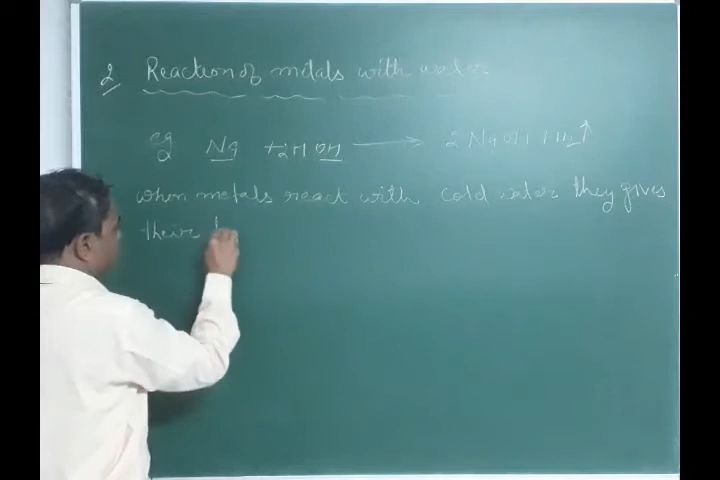 2 Reaction of metals with water
eg Na + 2H OH → 2 NaOH + H2 ↑
when metals react with cold water they gives
their